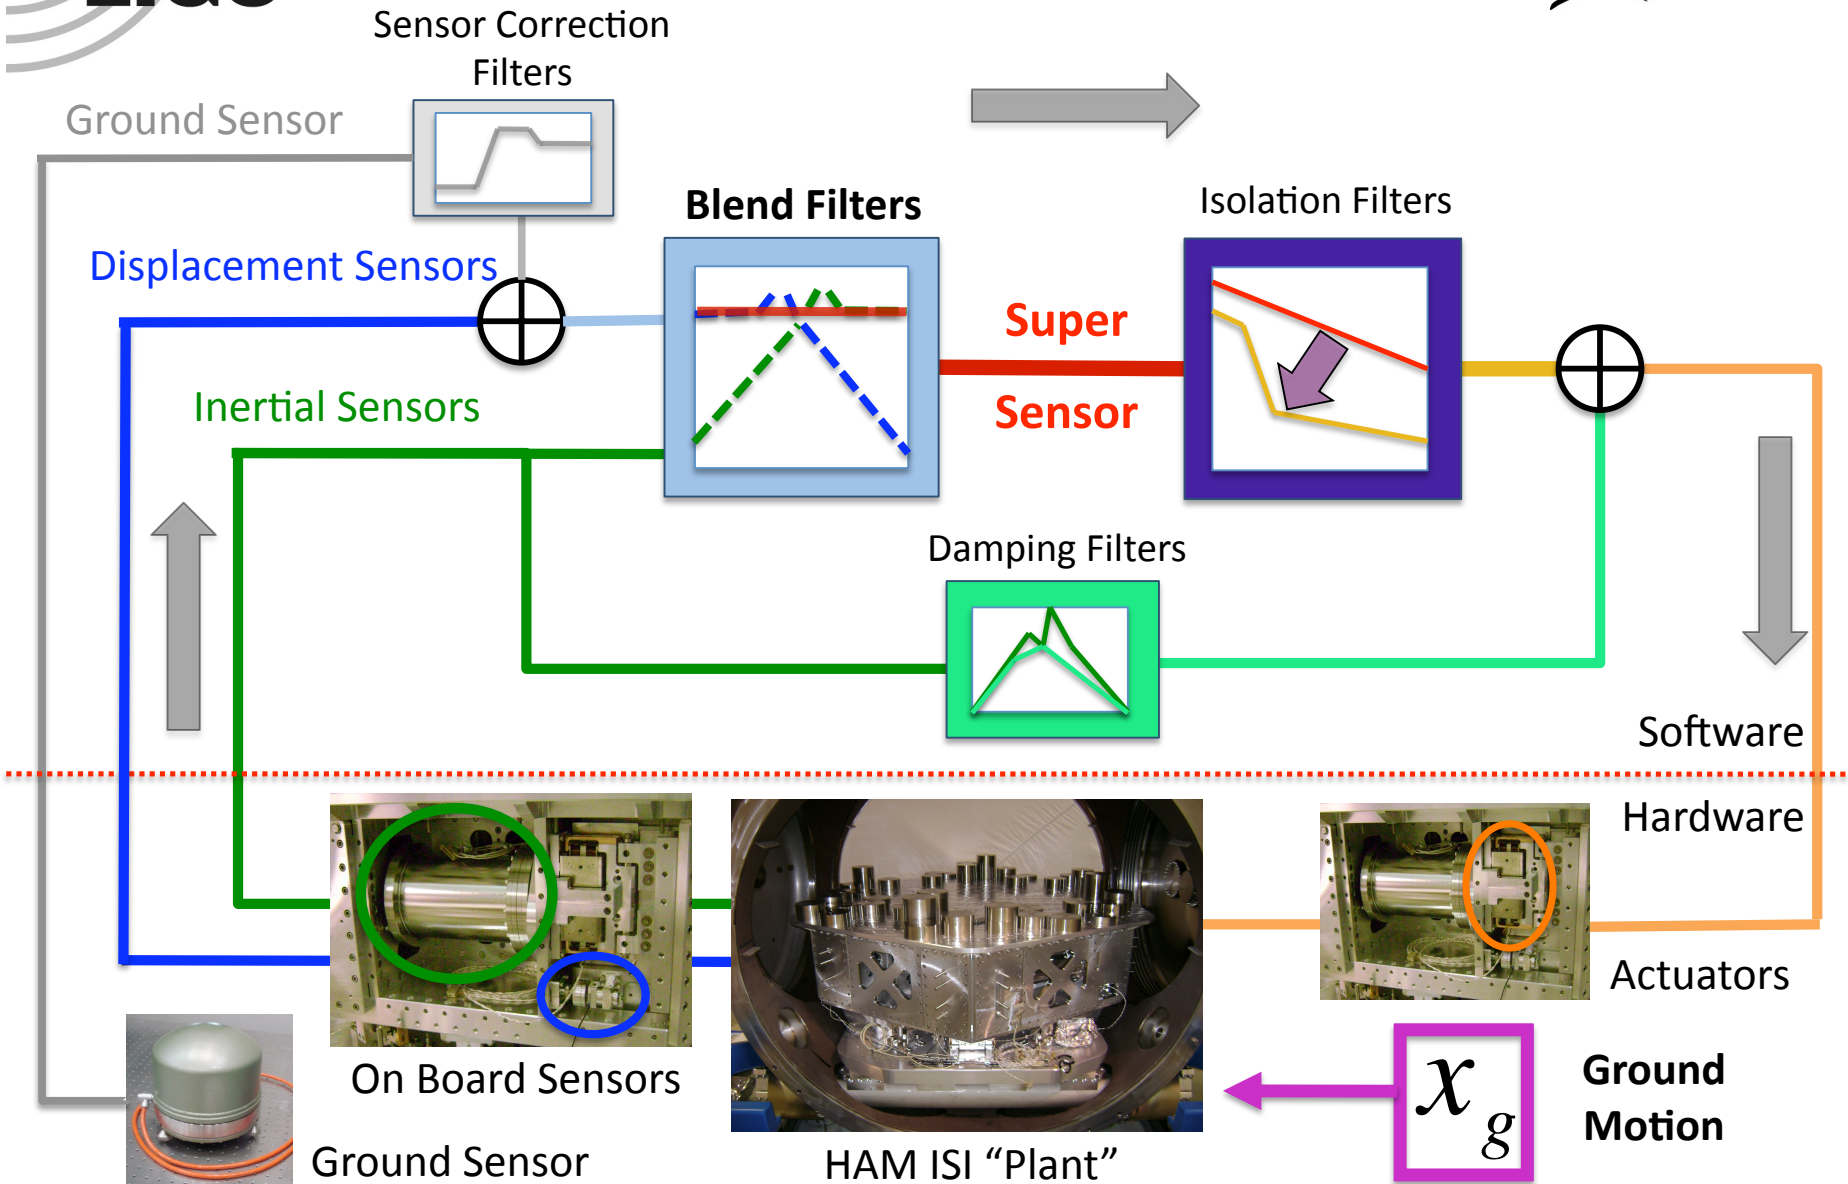 Sensor Correction
Filters
Ground Sensor
Blend Filters
Isolation Filters
Displacement Sensors
Super
Sensor
Inertial Sensors
Damping Filters
Software
Hardware
Actuators
On Board Sensors
x g
Ground
Motion
Ground Sensor
HAM ISI “Plant”